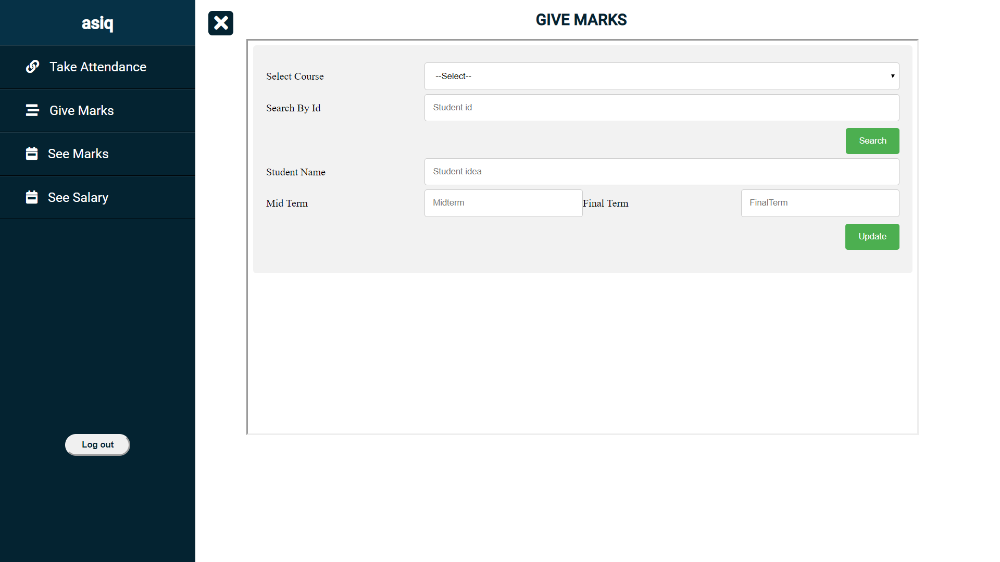 asiq
Take Attendance
Give Marks
See Marks
See Salary
Log out
GIVE MARKS
Select Course --Select--
Search By Id Student id
Search
Student Name Student idea
Mid Term Midterm Final Term FinalTerm
Update